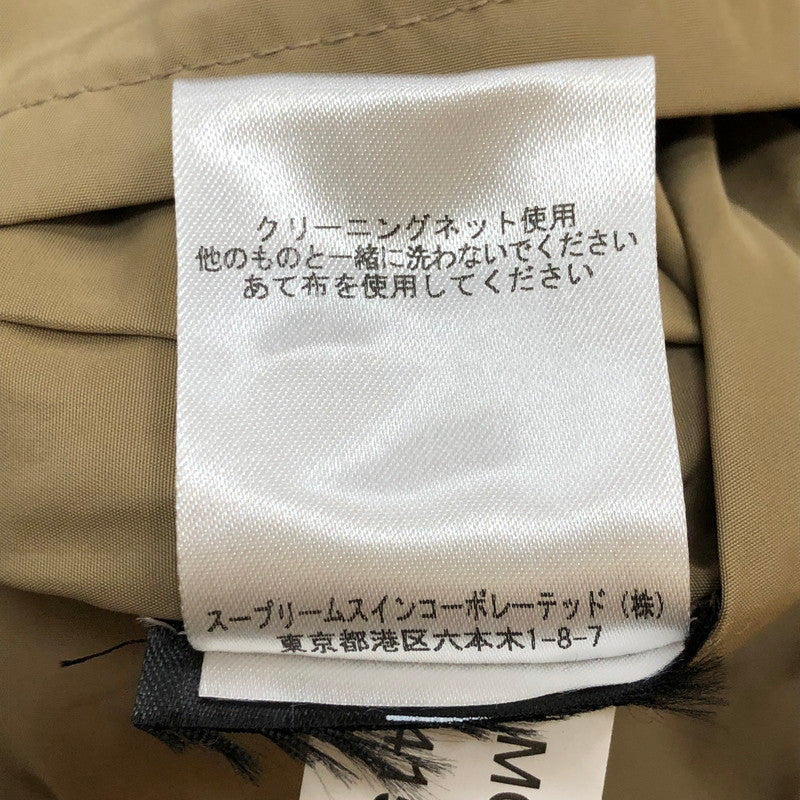 クリーニングネット使用
他のものと一緒に洗わないでください
あて布を使用してください
スープリームスインコーポレーテッド（株）
東京都港区六本木1-8-7